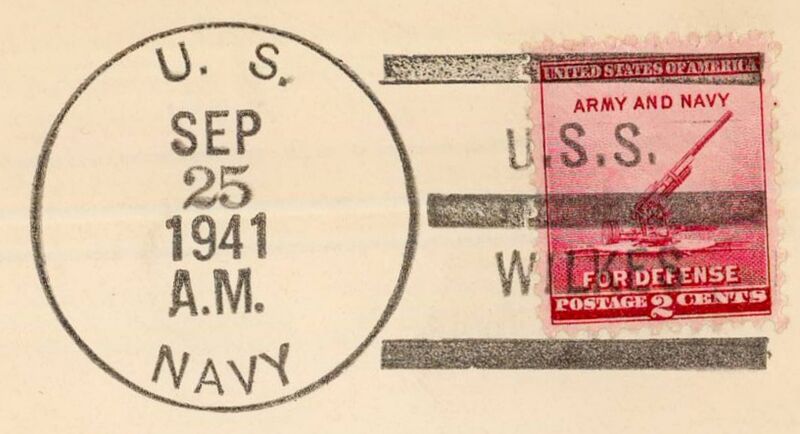 U. S.
SEP
25
1941
A.M.
NAVY
U.S.S.
WILKES
UNITED STATES OF AMERICA
ARMY AND NAVY
FOR DEFENSE
POSTAGE 2 CENTS